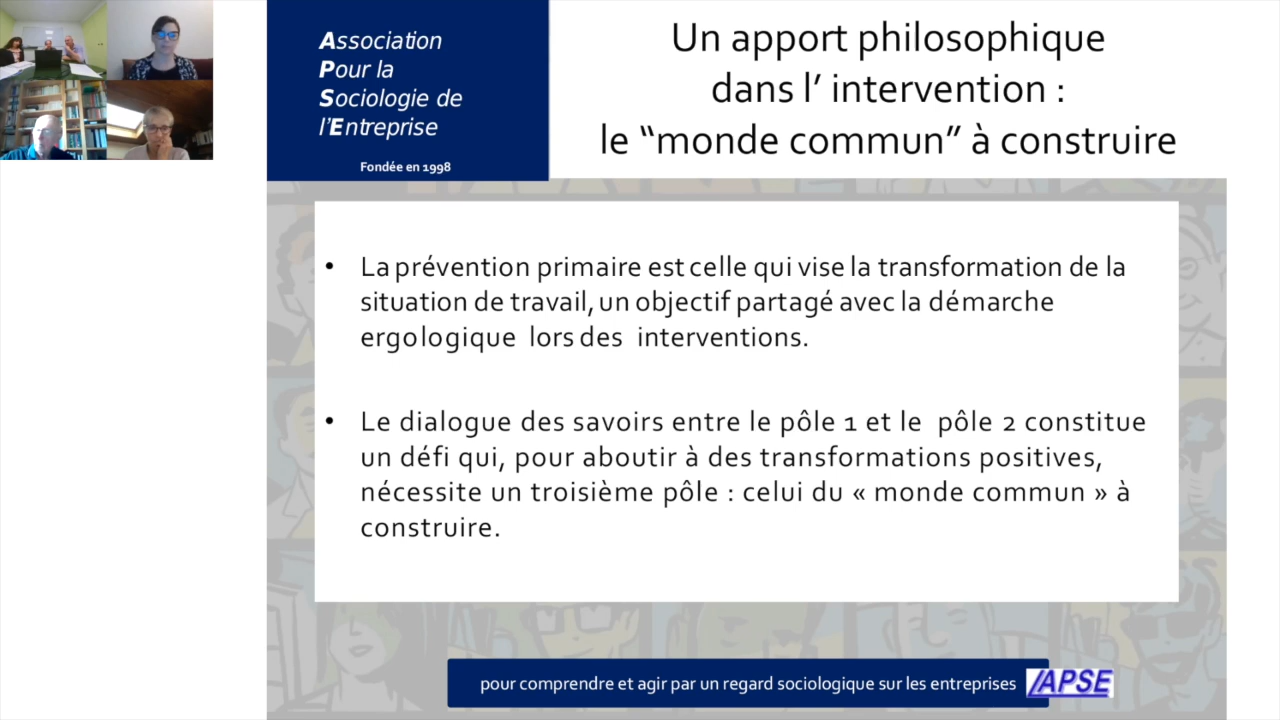 Association
Pour la
Sociologie de
l'Entreprise
Fondée en 1998
Un apport philosophique
dans l' intervention :
le “monde commun” à construire
• La prévention primaire est celle qui vise la transformation de la
situation de travail, un objectif partagé avec la démarche
ergologique lors des interventions.
• Le dialogue des savoirs entre le pôle 1 et le pôle 2 constitue
un défi qui, pour aboutir à des transformations positives,
nécessite un troisième pôle : celui du « monde commun » à
construire.
pour comprendre et agir par un regard sociologique sur les entreprises
APSE